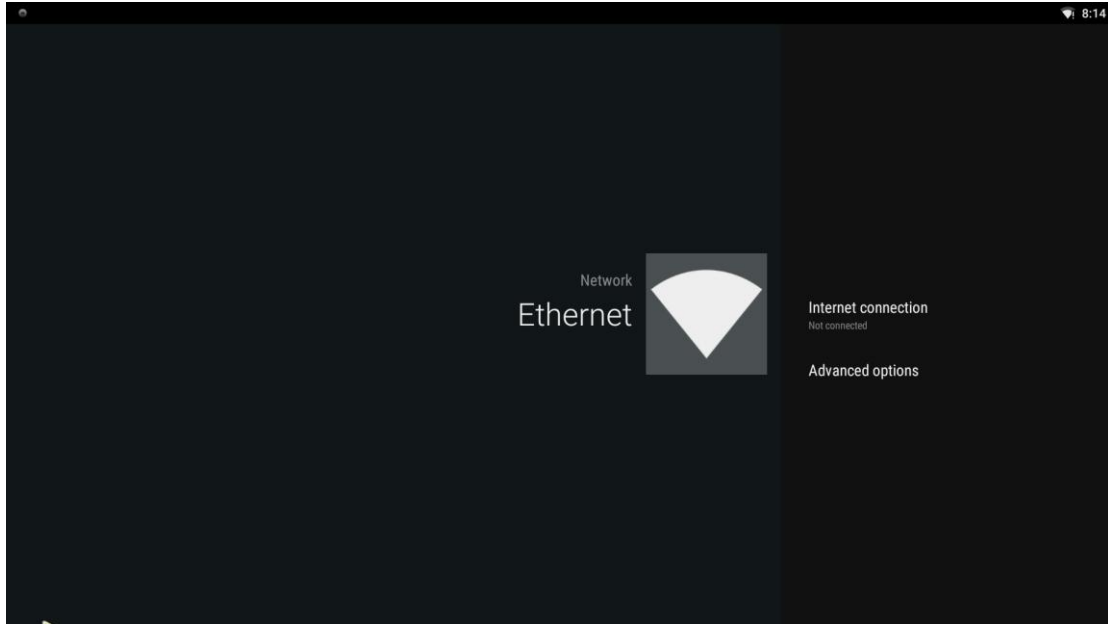 8:14
Network
Ethernet
Internet connection
Not connected
Advanced options